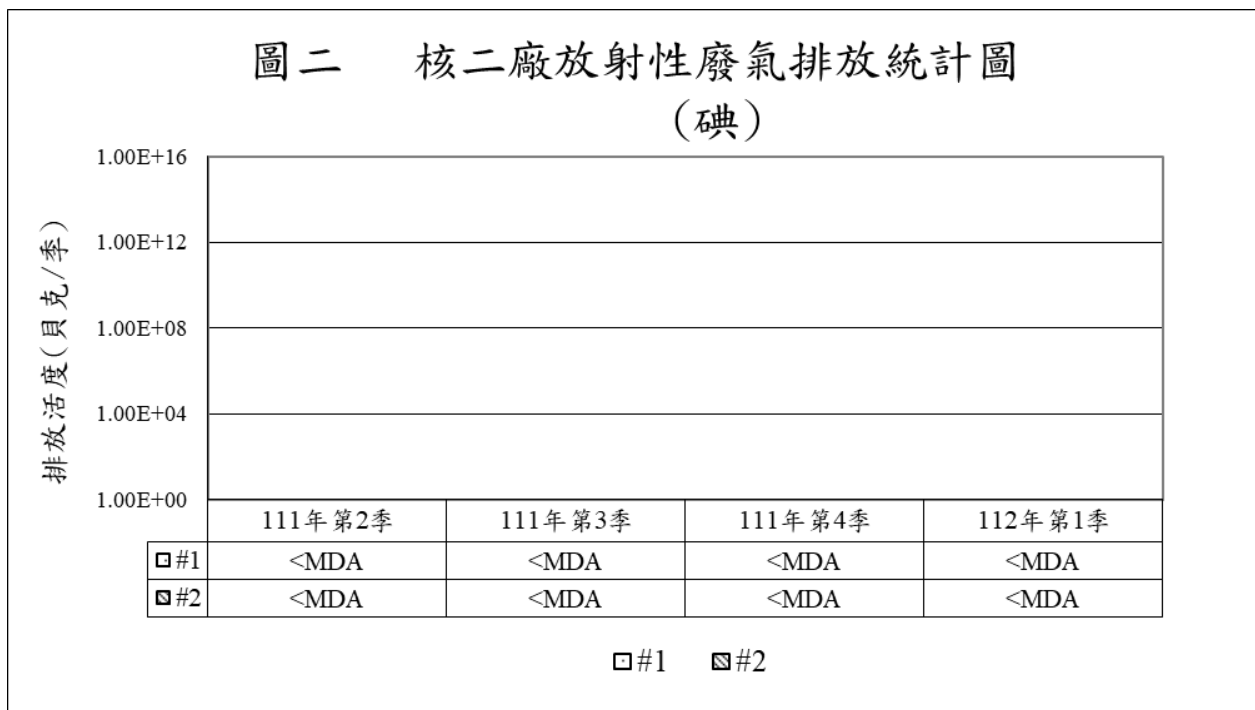 圖二 核二廠放射性廢氣排放統計圖
(碘)
排放活度(貝克/季)
1.00E+16
1.00E+12
1.00E+08
1.00E+04
1.00E+00
111年第2季 111年第3季 111年第4季 112年第1季
#1 <MDA <MDA <MDA <MDA
#2 <MDA <MDA <MDA <MDA
#1 #2